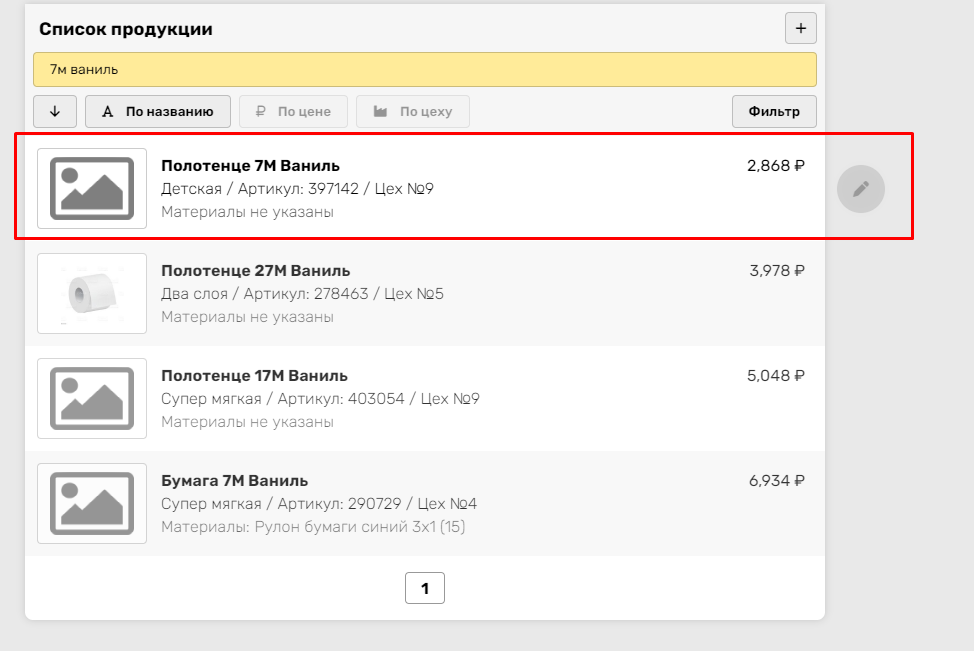 Список продукции
+
7м ваниль
По названию
₽ По цене
По цеху
Фильтр
Полотенце 7М Ваниль
2,868 ₽
Детская / Артикул: 397142 / Цех №9
Материалы не указаны
Полотенце 27М Ваниль
3,978 ₽
Два слоя / Артикул: 278463 / Цех №5
Материалы не указаны
Полотенце 17М Ваниль
5,048 ₽
Супер мягкая / Артикул: 403054 / Цех №9
Материалы не указаны
Бумага 7М Ваниль
6,934 ₽
Супер мягкая / Артикул: 290729 / Цех №4
Материалы: Рулон бумаги синий 3x1 (15)
1